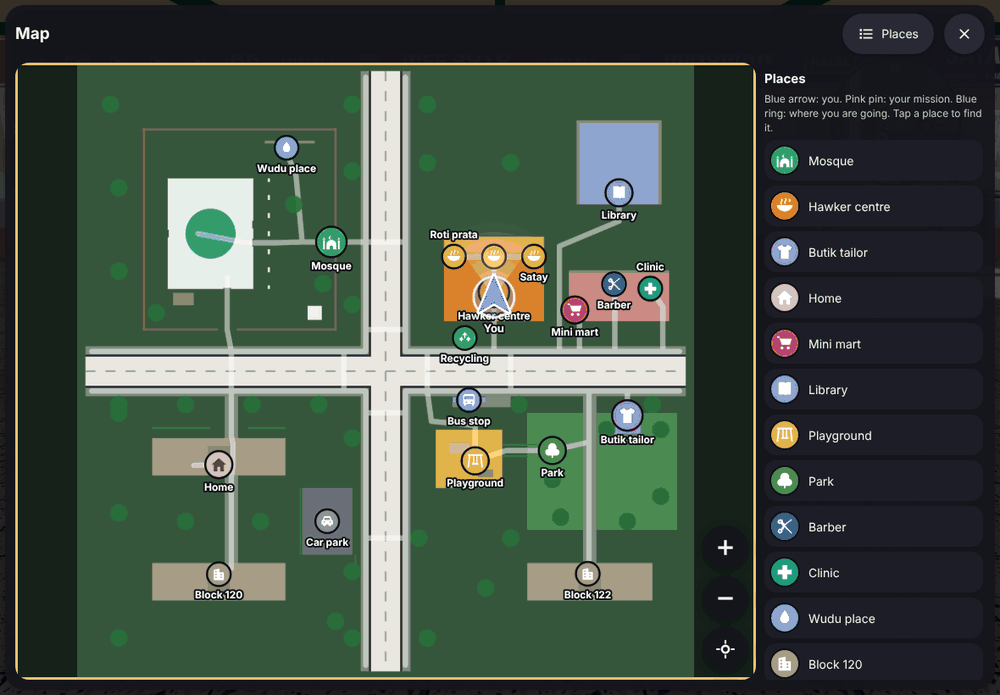 Map
Places
Places
Blue arrow: you. Pink pin: your mission. Blue
ring: where you are going. Tap a place to find
it.
Mosque
Hawker centre
Butik tailor
Home
Mini mart
Library
Playground
Park
Barber
Clinic
Wudu place
Block 120
Wudu place
Library
Roti prata
Mosque
Satay
Clinic
Barber
Hawker centre
You
Mini mart
Recycling
Bus stop
Butik tailor
Park
Home
Playground
Car park
Block 120
Block 122